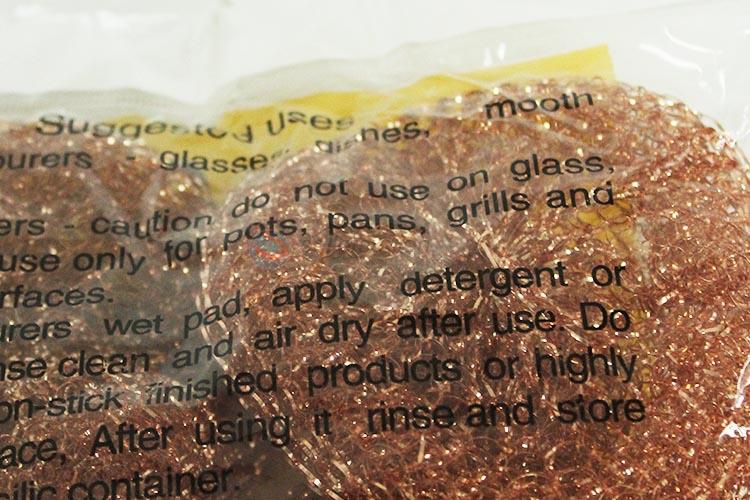 Suggested Uses mooth
ourers - glasses, dishes,
ers - caution do not use on glass,
use only for pots, pans, grills and
rfaces.
urers wet pad, apply detergent or
nse clean and air dry after use. Do
on-stick finished products or highly
ace, After using it rinse and store
ilic container.